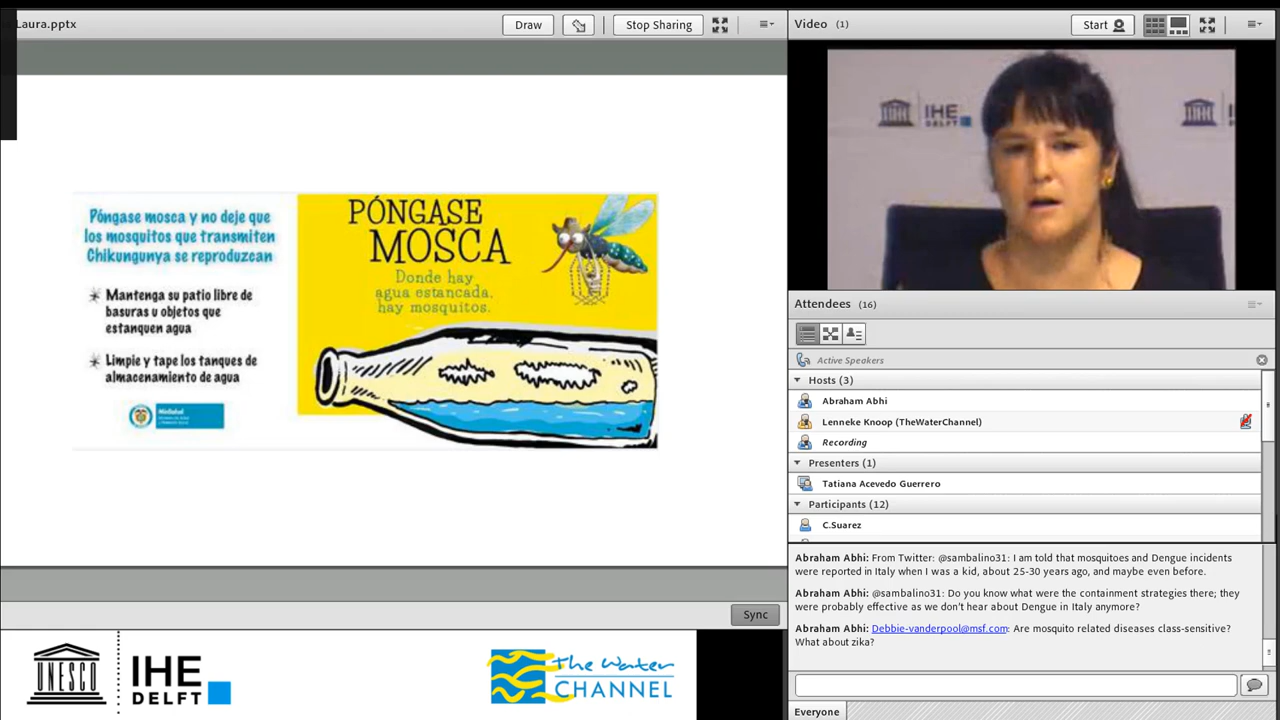 Laura.pptx
Draw
Stop Sharing
Póngase mosca y no deje que
los mosquitos que transmiten
Chikungunya se reproduzcan
Mantenga su patio libre de
basuras u objetos que
estanquen agua
Limpie y tape los tanques de
almacenamiento de agua
MinSalud
PÓNGASE
MOSCA
Donde hay
agua estancada,
hay mosquitos.
Sync
UNESCO
IHE
DELFT
The Water
CHANNEL
Video (1)
Start
IHE
DELFT
IHE
Attendees (16)
Active Speakers
Hosts (3)
Abraham Abhi
Lenneke Knoop (TheWaterChannel)
Recording
Presenters (1)
Tatiana Acevedo Guerrero
Participants (12)
C.Suarez
Abraham Abhi: From Twitter: @sambalino31: I am told that mosquitoes and Dengue incidents
were reported in Italy when I was a kid, about 25-30 years ago, and maybe even before.
Abraham Abhi: @sambalino31: Do you know what were the containment strategies there; they
were probably effective as we don't hear about Dengue in Italy anymore?
Abraham Abhi: Debbie-vanderpool@msf.com: Are mosquito related diseases class-sensitive?
What about zika?
Everyone